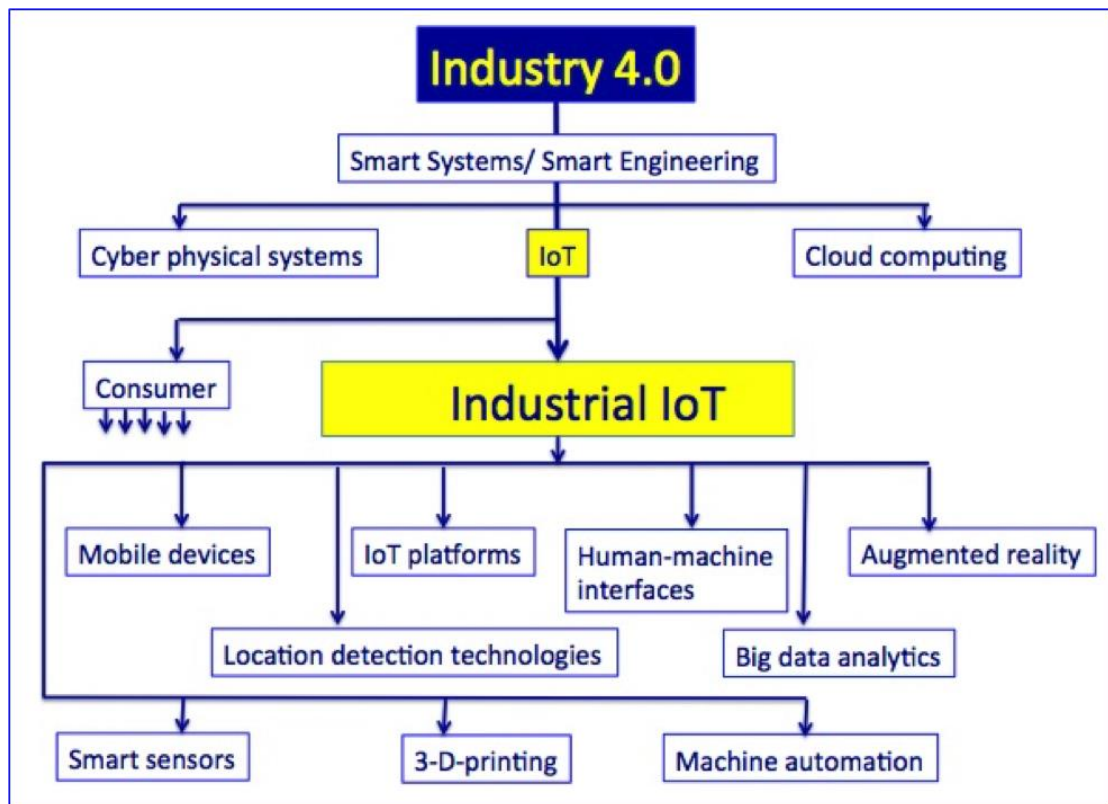 Industry 4.0
Smart Systems/ Smart Engineering
Cyber physical systems
IoT
Cloud computing
Consumer
Industrial IoT
Mobile devices
IoT platforms
Human-machine
interfaces
Augmented reality
Location detection technologies
Big data analytics
Smart sensors
3-D-printing
Machine automation